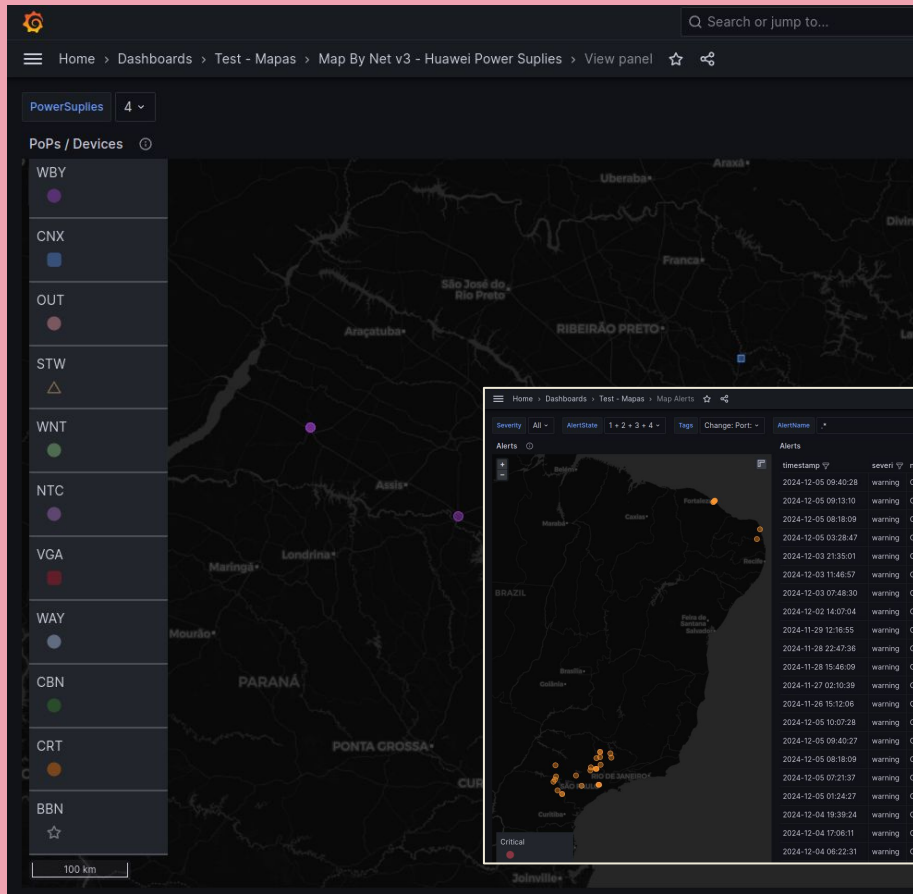 Search or jump to...
Home › Dashboards › Test - Mapas › Map By Net v3 - Huawei Power Suplies › View panel
PowerSuplies 4
PoPs / Devices
WBY
CNX
OUT
STW
WNT
NTC
VGA
WAY
CBN
CRT
BBN
100 km
Araxá
Uberaba
Franca
São José do
Rio Preto
Araçatuba
RIBEIRÃO PRETO
Assis
Londrina
Maringá
Mourão
PARANÁ
PONTA GROSSA
Joinville
Home › Dashboards › Test - Mapas › Map Alerts
Severity All AlertState 1 + 2 + 3 + 4 Tags Change: Port: AlertName .*
Alerts
+
-
Belém
Fortaleza
Marabá
Caxias
Recife
BRAZIL
Feira de
Santana
Salvador
Brasília
Goiânia
RIO DE JANEIRO
Curitiba
Critical
Alerts
timestamp severi
2024-12-05 09:40:28 warning
2024-12-05 09:13:10 warning
2024-12-05 08:18:09 warning
2024-12-05 03:28:47 warning
2024-12-03 21:35:01 warning
2024-12-03 11:46:57 warning
2024-12-03 07:48:30 warning
2024-12-02 14:07:04 warning
2024-11-29 12:16:55 warning
2024-11-28 22:47:36 warning
2024-11-28 15:46:09 warning
2024-11-27 02:10:39 warning
2024-11-26 15:12:06 warning
2024-12-05 10:07:28 warning
2024-12-05 09:40:27 warning
2024-12-05 08:18:09 warning
2024-12-05 07:21:37 warning
2024-12-05 01:24:27 warning
2024-12-04 19:39:24 warning
2024-12-04 17:06:11 warning
2024-12-04 06:22:31 warning